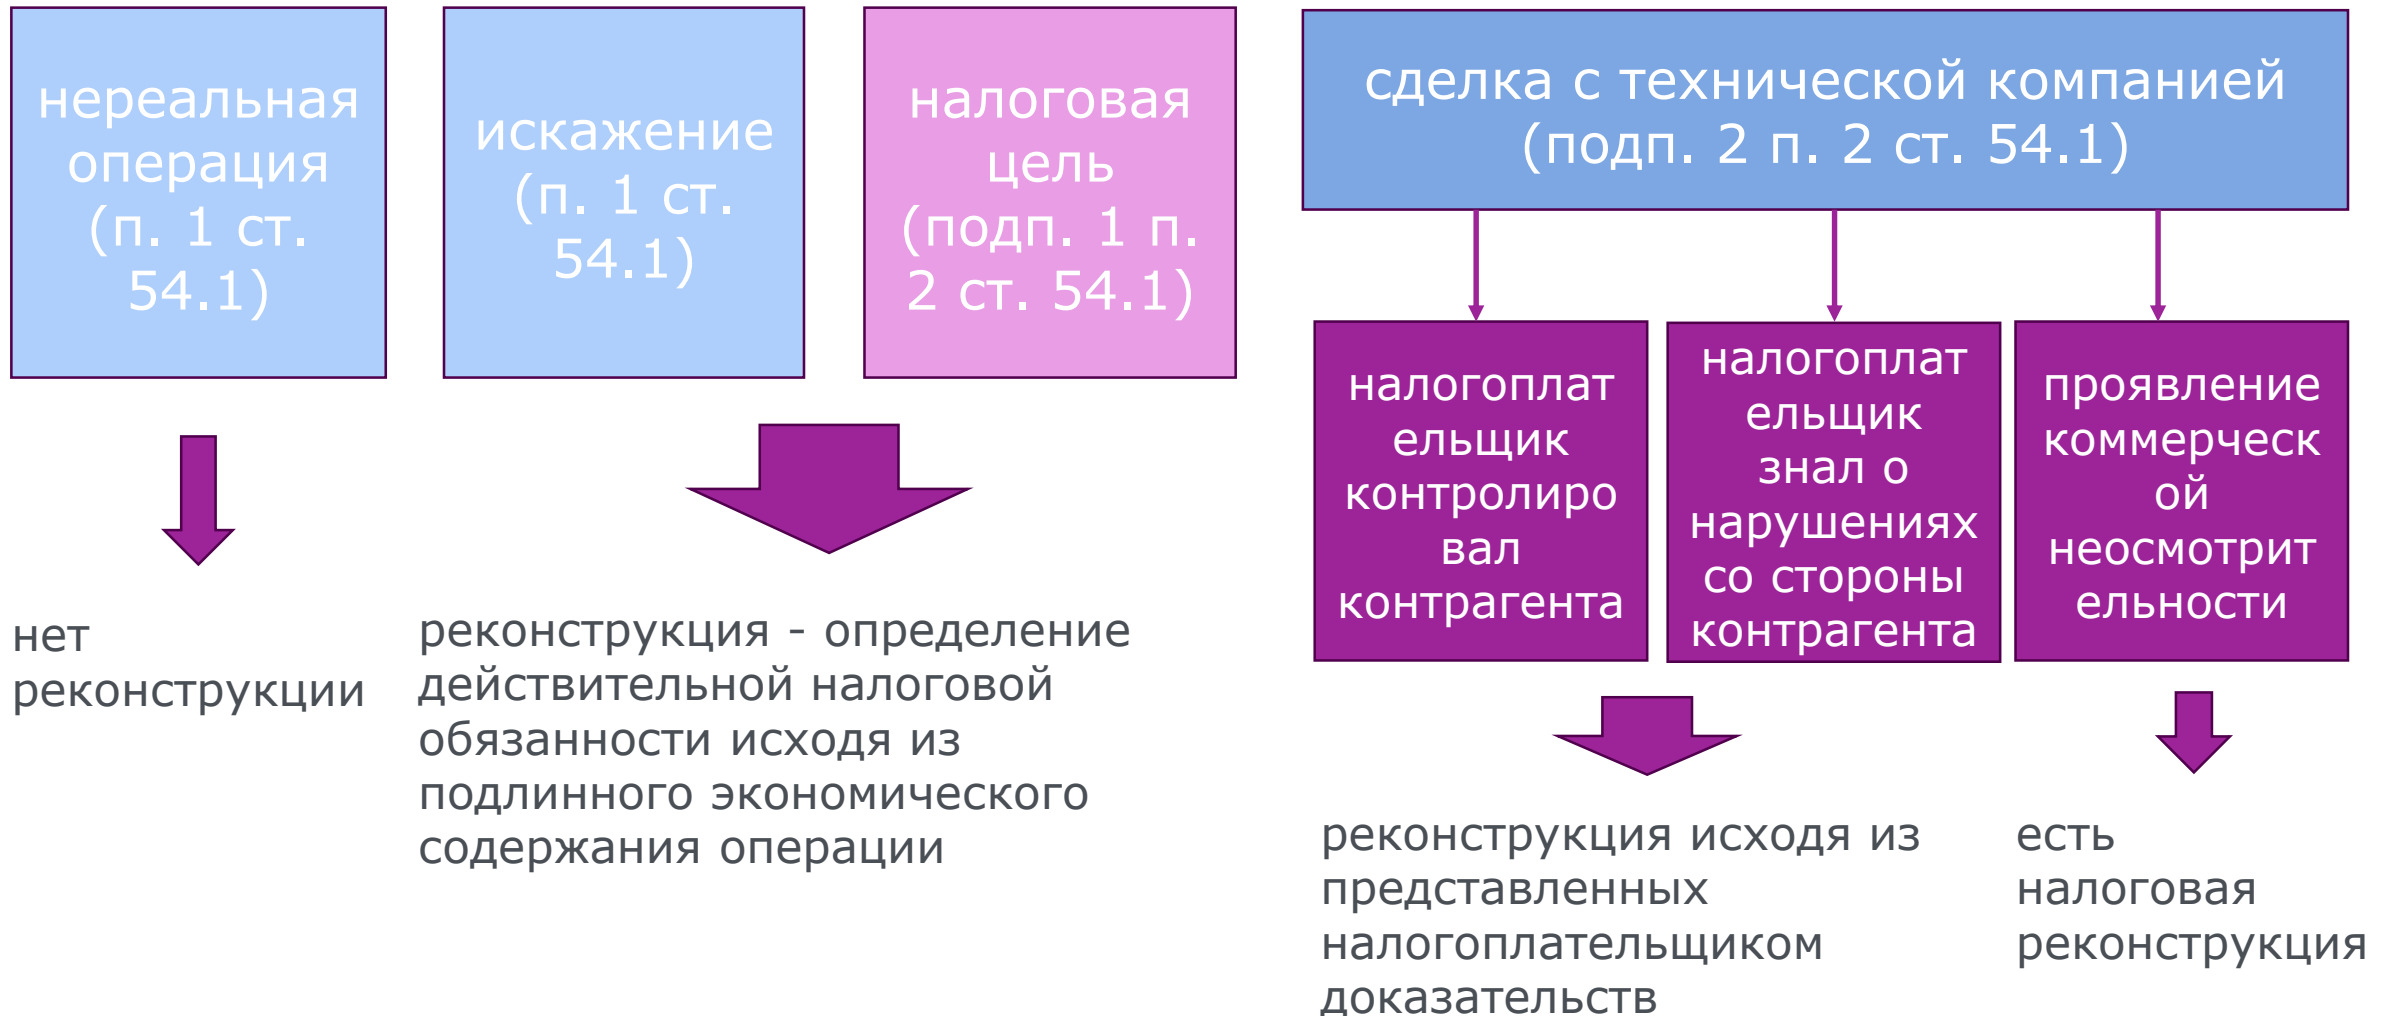 нереальная
операция
(п. 1 ст.
54.1)
искажение
(п. 1 ст.
54.1)
налоговая
цель
(подп. 1 п.
2 ст. 54.1)
сделка с технической компанией
(подп. 2 п. 2 ст. 54.1)
налогоплат
ельщик
контролиро
вал
контрагента
налогоплат
ельщик
знал о
нарушениях
со стороны
контрагента
проявление
коммерческ
ой
неосмотрит
ельности
нет
реконструкции
реконструкция - определение
действительной налоговой
обязанности исходя из
подлинного экономического
содержания операции
реконструкция исходя из
представленных
налогоплательщиком
доказательств
есть
налоговая
реконструкция